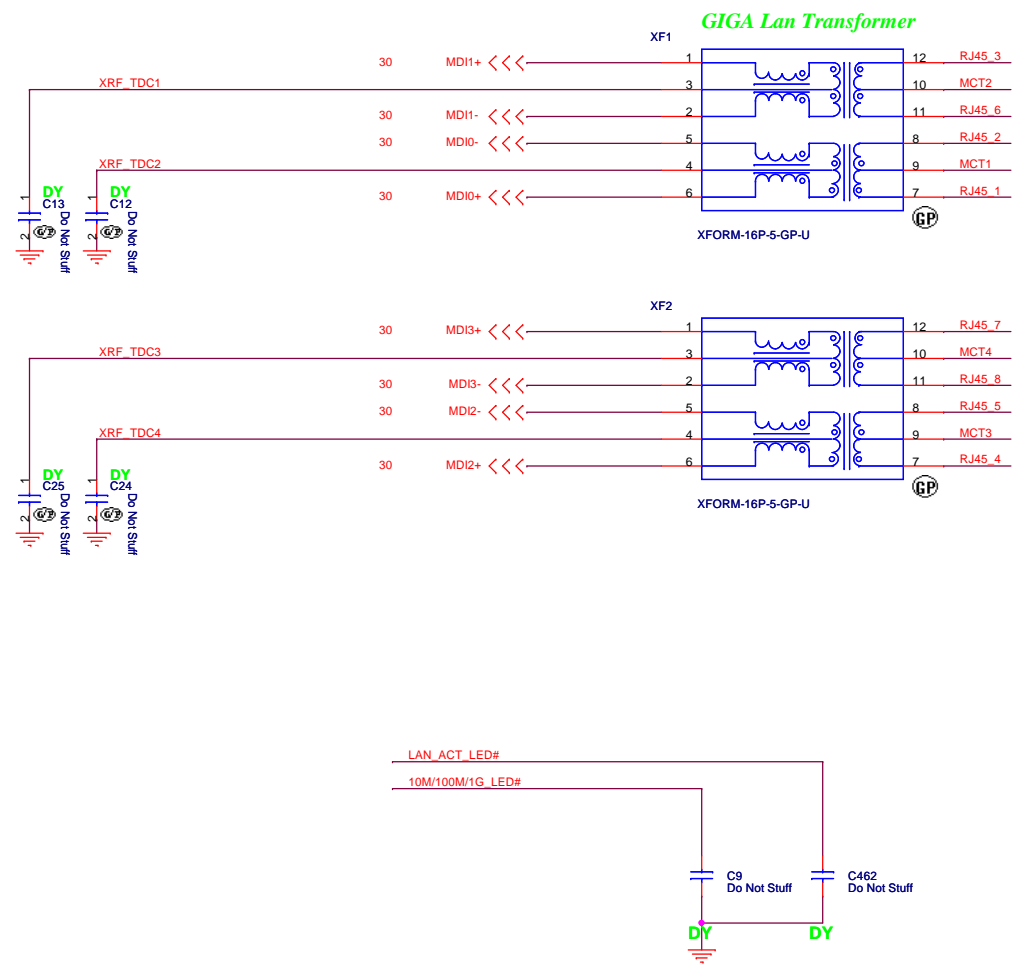 GIGA Lan Transformer
XF1
30 MDI1+ 1 12 RJ45_3
XRF_TDC1 3 10 MCT2
30 MDI1- 2 11 RJ45_6
30 MDI0- 5 8 RJ45_2
XRF_TDC2 4 9 MCT1
30 MDI0+ 6 7 RJ45_1
GP
XFORM-16P-5-GP-U
DY
C13
1
2
G/P
Do Not Stuff
DY
C12
1
2
G/P
Do Not Stuff
XF2
30 MDI3+ 1 12 RJ45_7
XRF_TDC3 3 10 MCT4
30 MDI3- 2 11 RJ45_8
30 MDI2- 5 8 RJ45_5
XRF_TDC4 4 9 MCT3
30 MDI2+ 6 7 RJ45_4
GP
XFORM-16P-5-GP-U
DY
C25
1
2
G/P
Do Not Stuff
DY
C24
1
2
G/P
Do Not Stuff
LAN_ACT_LED#
10M/100M/1G_LED#
C9
Do Not Stuff
C462
Do Not Stuff
DY
DY